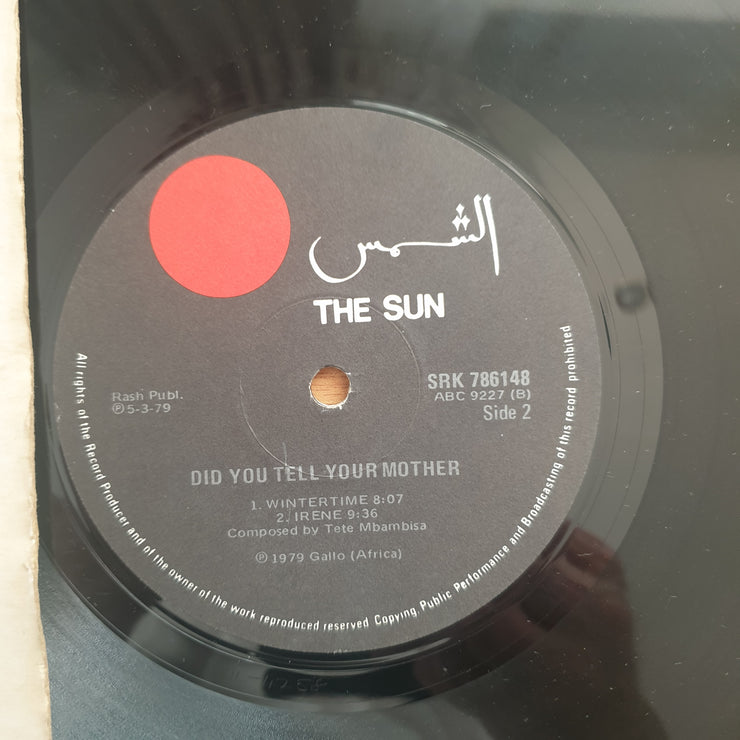 الشمس
THE SUN
Rash Publ.
℗5-3-79
SRK 786148
ABC 9227 (B)
Side 2
DID YOU TELL YOUR MOTHER
1. WINTERTIME 8:07
2. IRENE 9:36
Composed by Tete Mbambisa
℗ 1979 Gallo (Africa)
All rights of the Record Producer and of the owner of the work reproduced reserved. Copying, Public Performance and Broadcasting of this record prohibited